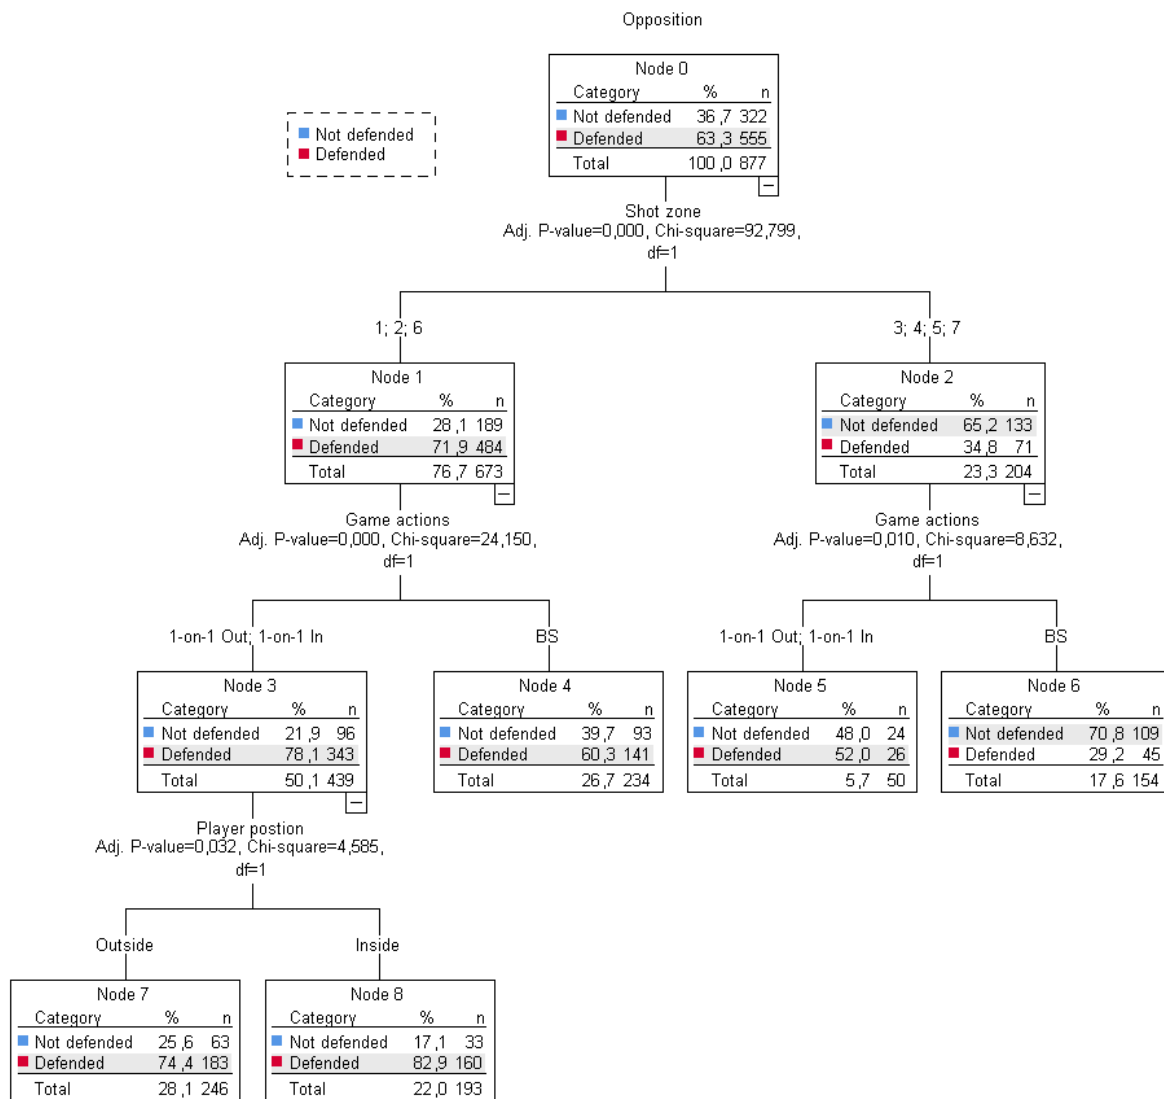 Opposition
Node 0
Category % n
Not defended 36 ,7 322
Defended 63 ,3 555
Total 100 ,0 877
Not defended
Defended
Shot zone
Adj. P-value=0,000, Chi-square=92,799,
df=1
1; 2; 6
3; 4; 5; 7
Node 1
Category % n
Not defended 28 ,1 189
Defended 71 ,9 484
Total 76 ,7 673
Node 2
Category % n
Not defended 65 ,2 133
Defended 34 ,8 71
Total 23 ,3 204
Game actions
Adj. P-value=0,000, Chi-square=24,150,
df=1
Game actions
Adj. P-value=0,010, Chi-square=8,632,
df=1
1-on-1 Out; 1-on-1 In
BS
1-on-1 Out; 1-on-1 In
BS
Node 3
Category % n
Not defended 21 ,9 96
Defended 78 ,1 343
Total 50 ,1 439
Node 4
Category % n
Not defended 39 ,7 93
Defended 60 ,3 141
Total 26 ,7 234
Node 5
Category % n
Not defended 48 ,0 24
Defended 52 ,0 26
Total 5 ,7 50
Node 6
Category % n
Not defended 70 ,8 109
Defended 29 ,2 45
Total 17 ,6 154
Player postion
Adj. P-value=0,032, Chi-square=4,585,
df=1
Outside
Inside
Node 7
Category % n
Not defended 25 ,6 63
Defended 74 ,4 183
Total 28 ,1 246
Node 8
Category % n
Not defended 17 ,1 33
Defended 82 ,9 160
Total 22 ,0 193